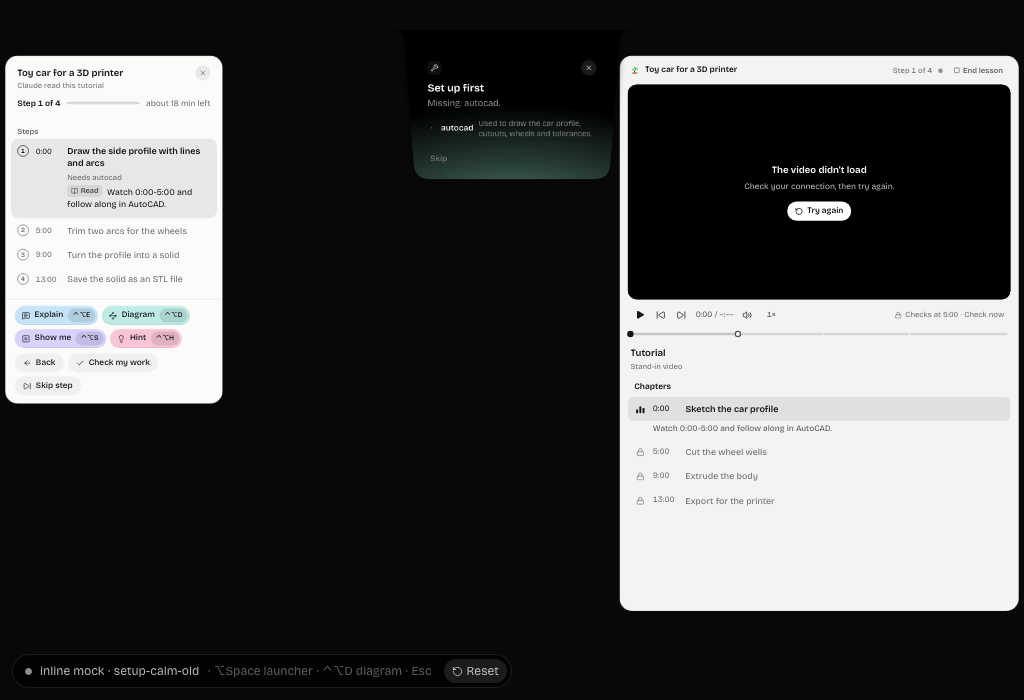 Toy car for a 3D printer
Claude read this tutorial
Step 1 of 4
about 18 min left
Steps
1 0:00 Draw the side profile with lines
and arcs
Needs autocad
Read Watch 0:00-5:00 and
follow along in AutoCAD.
2 5:00 Trim two arcs for the wheels
3 9:00 Turn the profile into a solid
4 13:00 Save the solid as an STL file
Explain ^⌥E Diagram ^⌥D
Show me ^⌥S Hint ^⌥H
Back Check my work
Skip step
Set up first
Missing: autocad.
autocad Used to draw the car profile,
cutouts, wheels and tolerances.
Skip
Toy car for a 3D printer
Step 1 of 4
End lesson
The video didn't load
Check your connection, then try again.
Try again
0:00 / --:-- 1× Checks at 5:00 · Check now
Tutorial
Stand-in video
Chapters
0:00 Sketch the car profile
Watch 0:00-5:00 and follow along in AutoCAD.
5:00 Cut the wheel wells
9:00 Extrude the body
13:00 Export for the printer
inline mock · setup-calm-old · ⌥Space launcher · ^⌥D diagram · Esc Reset